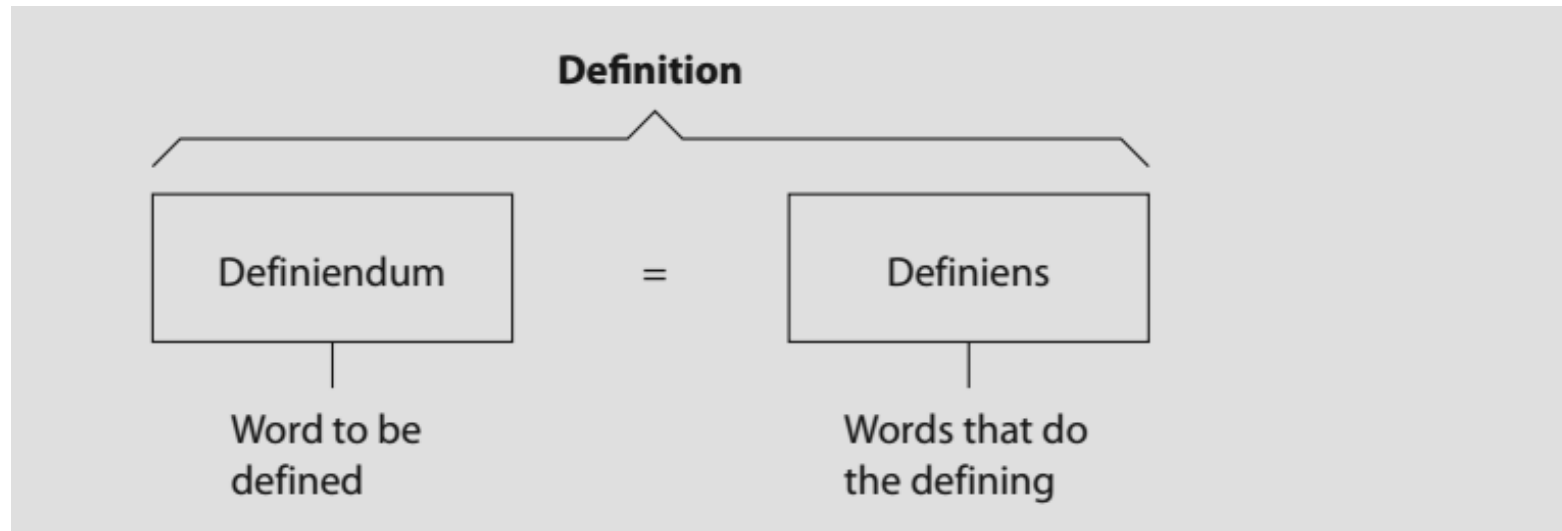 Definition
Definiendum = Definiens
Word to be Words that do
defined the defining